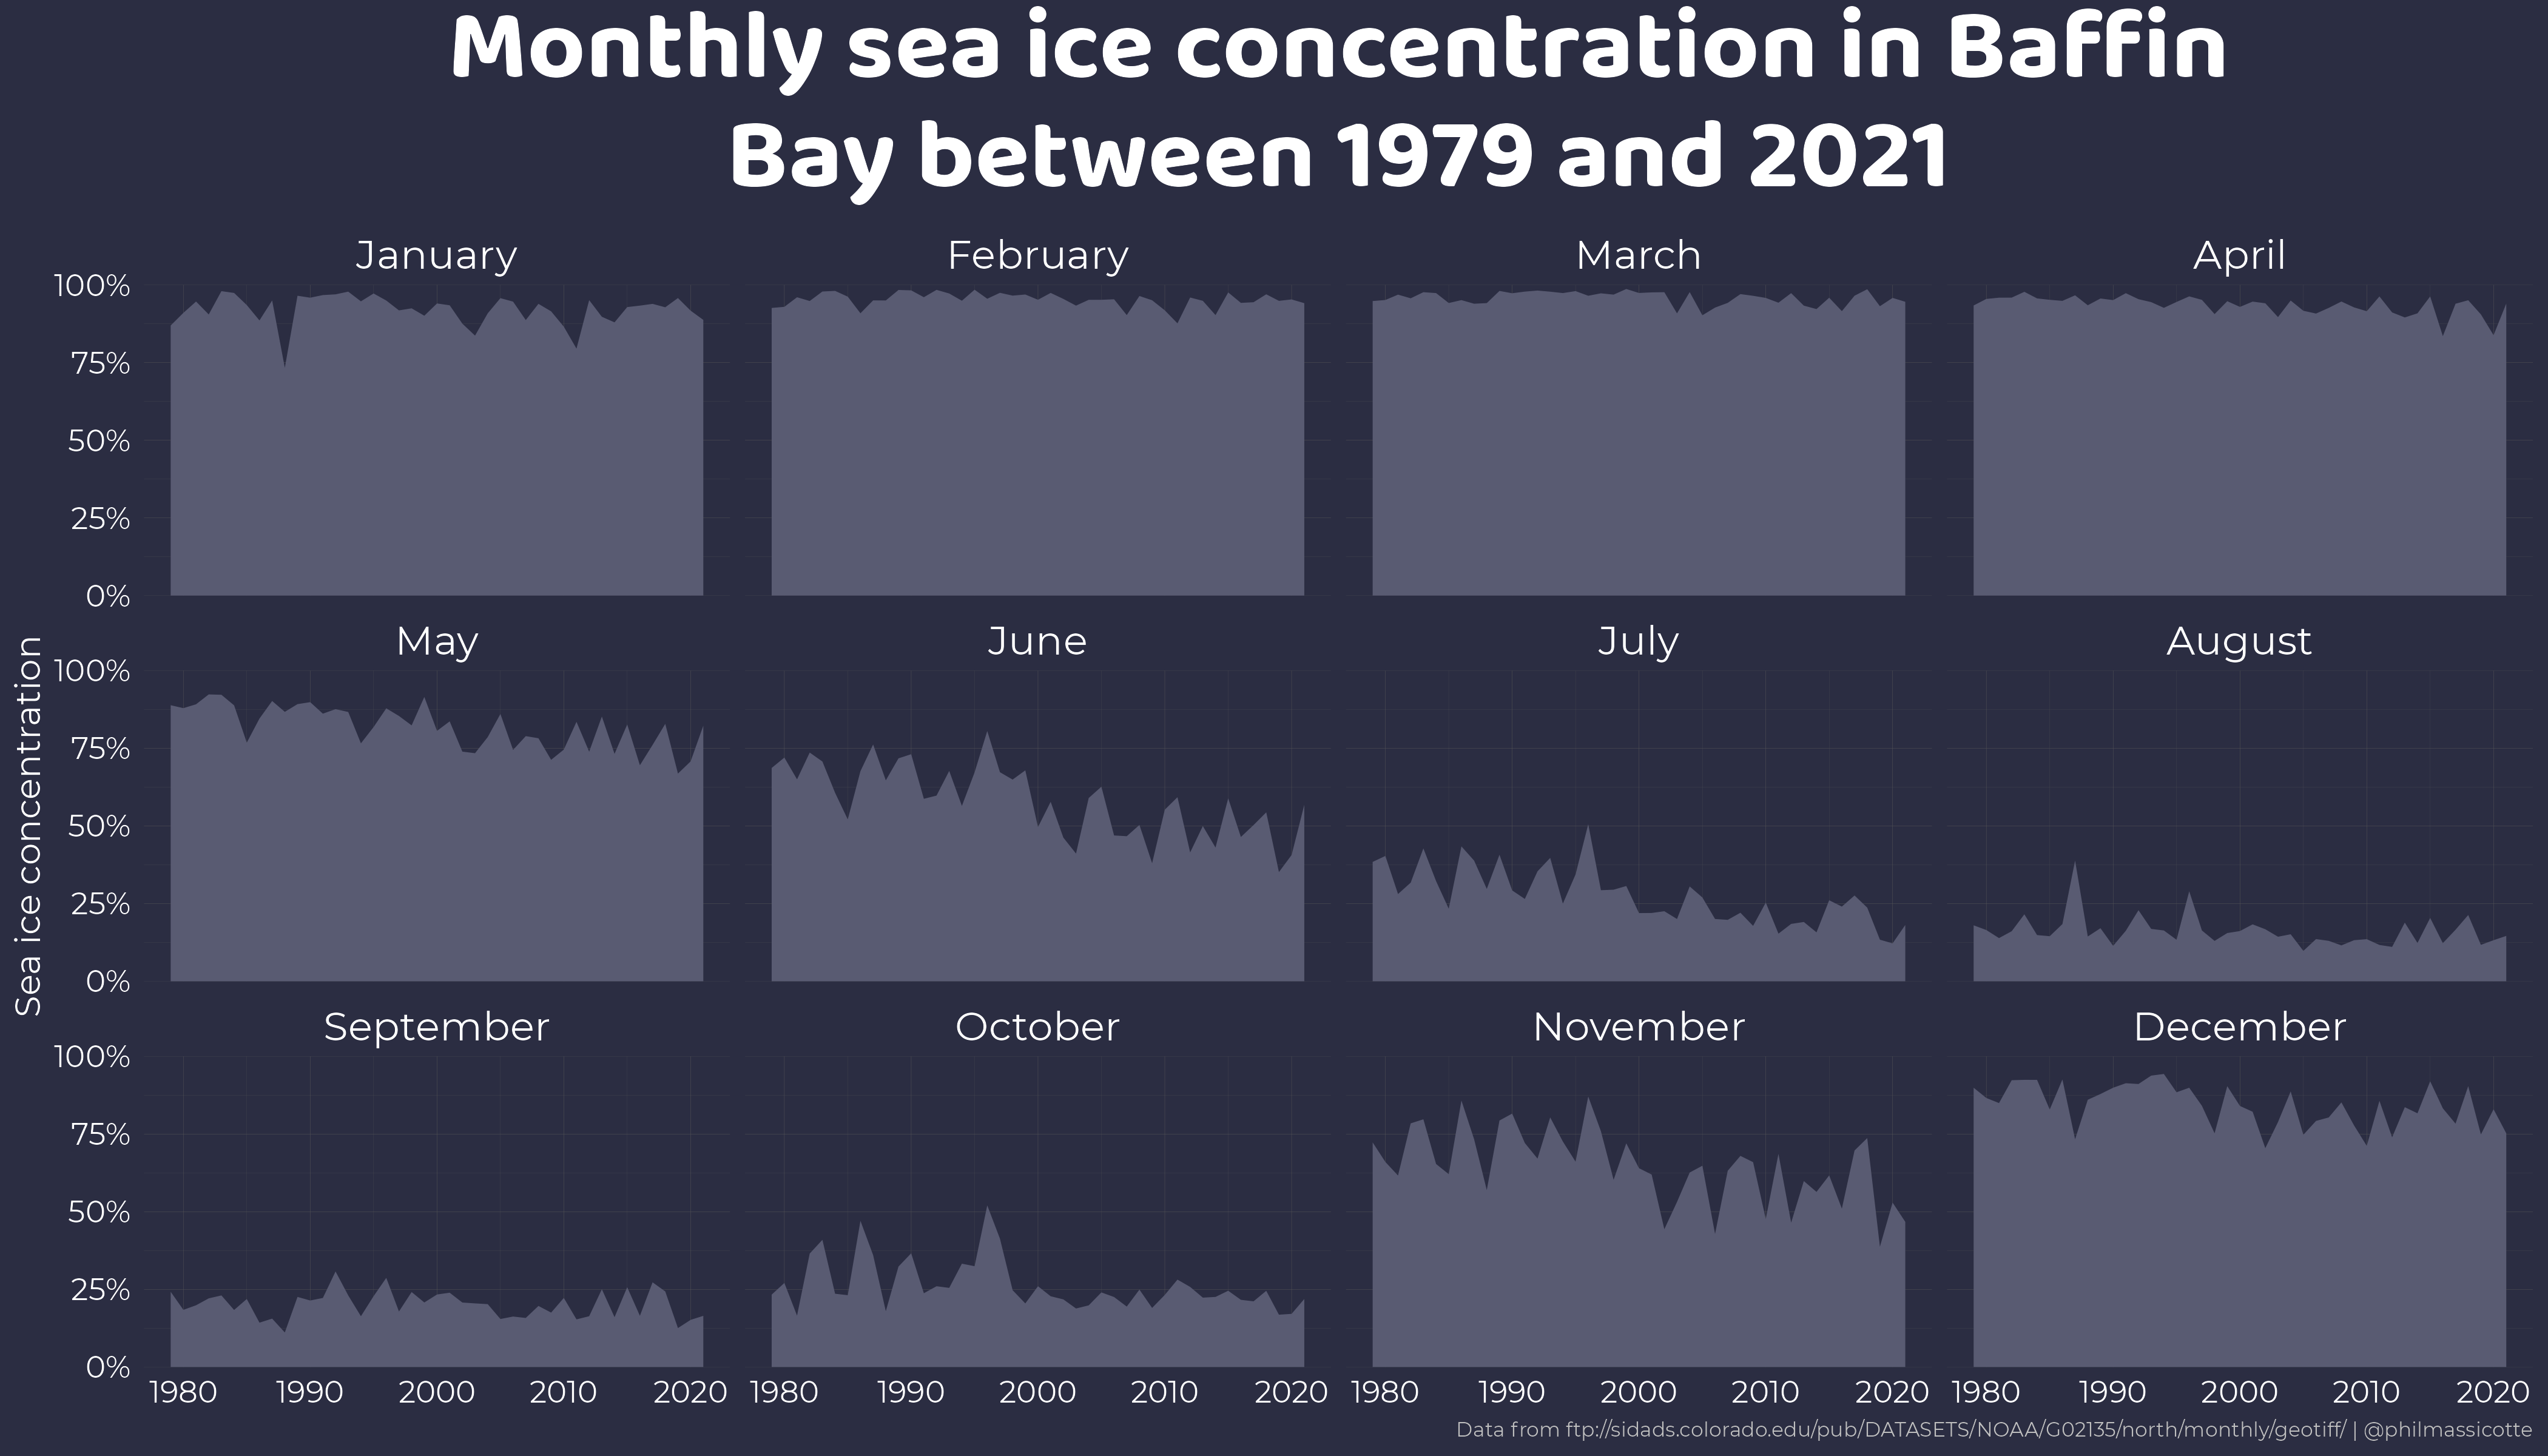 Monthly sea ice concentration in Baffin
Bay between 1979 and 2021
January
February
March
April
100%
75%
50%
25%
0%
May
June
July
August
100%
75%
50%
25%
0%
Sea ice concentration
September
October
November
December
100%
75%
50%
25%
0%
1980 1990 2000 2010 2020
1980 1990 2000 2010 2020
1980 1990 2000 2010 2020
1980 1990 2000 2010 2020
Data from ftp://sidads.colorado.edu/pub/DATASETS/NOAA/G02135/north/monthly/geotiff/ | @philmassicotte